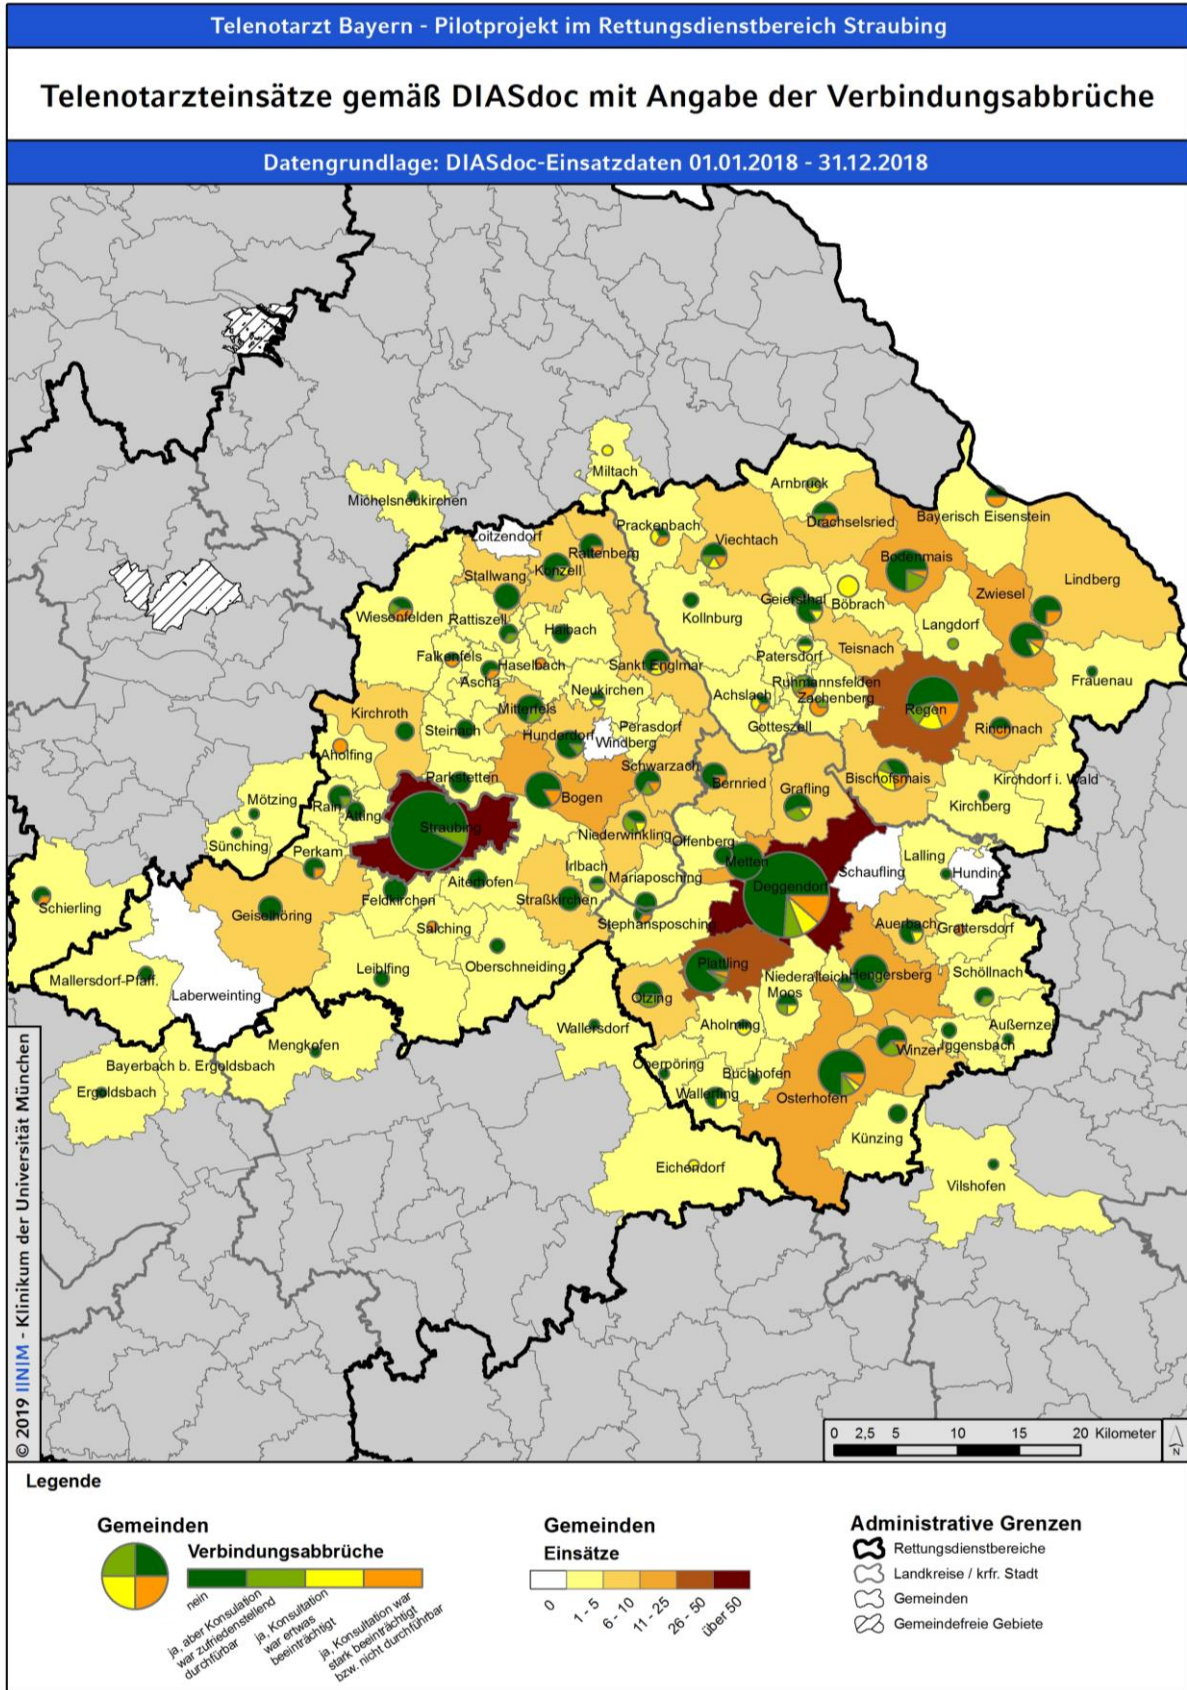 Telenotarzt Bayern - Pilotprojekt im Rettungsdienstbereich Straubing
Telenotarzteinsätze gemäß DIASdoc mit Angabe der Verbindungsabbrüche
Datengrundlage: DIASdoc-Einsatzdaten 01.01.2018 - 31.12.2018
Miltach
Michelsneukirchen
Arnbruck
Prackenbach
Drachselsried
Bayerisch Eisenstein
Zoitzendorf
Rattenberg
Viechtach
Bodenmais
Konzell
Stallwang
Lindberg
Zwiesel
Geiersthal
Böbrach
Wiesenfelden
Rattiszell
Kollnburg
Langdorf
Haibach
Patersdorf
Teisnach
Falkenfels
Haselbach
Sankt Englmar
Ascha
Frauenau
Ruhmannsfelden
Neukirchen
Achslach
Zachenberg
Mitterfels
Regen
Kirchroth
Gotteszell
Steinach
Perasdorf
Rinchnach
Hunderdorf
Windberg
Aholfing
Schwarzach
Parkstetten
Bernried
Grafling
Bischofsmais
Kirchdorf i. Wald
Bogen
Mötzing
Rain
Kirchberg
Atting
Straubing
Niederwinkling
Offenberg
Sünching
Perkam
Metten
Lalling
Irlbach
Schaufling
Hunding
Mariaposching
Aiterhofen
Deggendorf
Feldkirchen
Straßkirchen
Schierling
Geiselhöring
Stephansposching
Auerbach
Grattersdorf
Salching
Oberschneiding
Plattling
Leiblfing
Niederalteich
Hengersberg
Schöllnach
Mallersdorf-Pfaff.
Moos
Laberweinting
Otzing
Wallersdorf
Aholming
Außernzell
Mengkofen
Iggensbach
Winzer
Bayerbach b. Ergoldsbach
Oberpöring
Buchhofen
Ergoldsbach
Wallerfing
Osterhofen
Künzing
Eichendorf
Vilshofen
© 2019 IINIM - Klinikum der Universität München
0 2,5 5 10 15 20 Kilometer
N
Legende
Gemeinden
Verbindungsabbrüche
nein
ja, aber Konsulation
war zufriedenstellend
durchfürbar
ja, Konsultation
war ertwas
beeinträchtigt
ja, Konsultation war
stark beeinträchtigt
bzw. nicht durchfürhbar
Gemeinden
Einsätze
0
1 - 5
6 - 10
11 - 25
26 - 50
über 50
Administrative Grenzen
Rettungsdienstbereiche
Landkreise / krfr. Stadt
Gemeinden
Gemeindefreie Gebiete